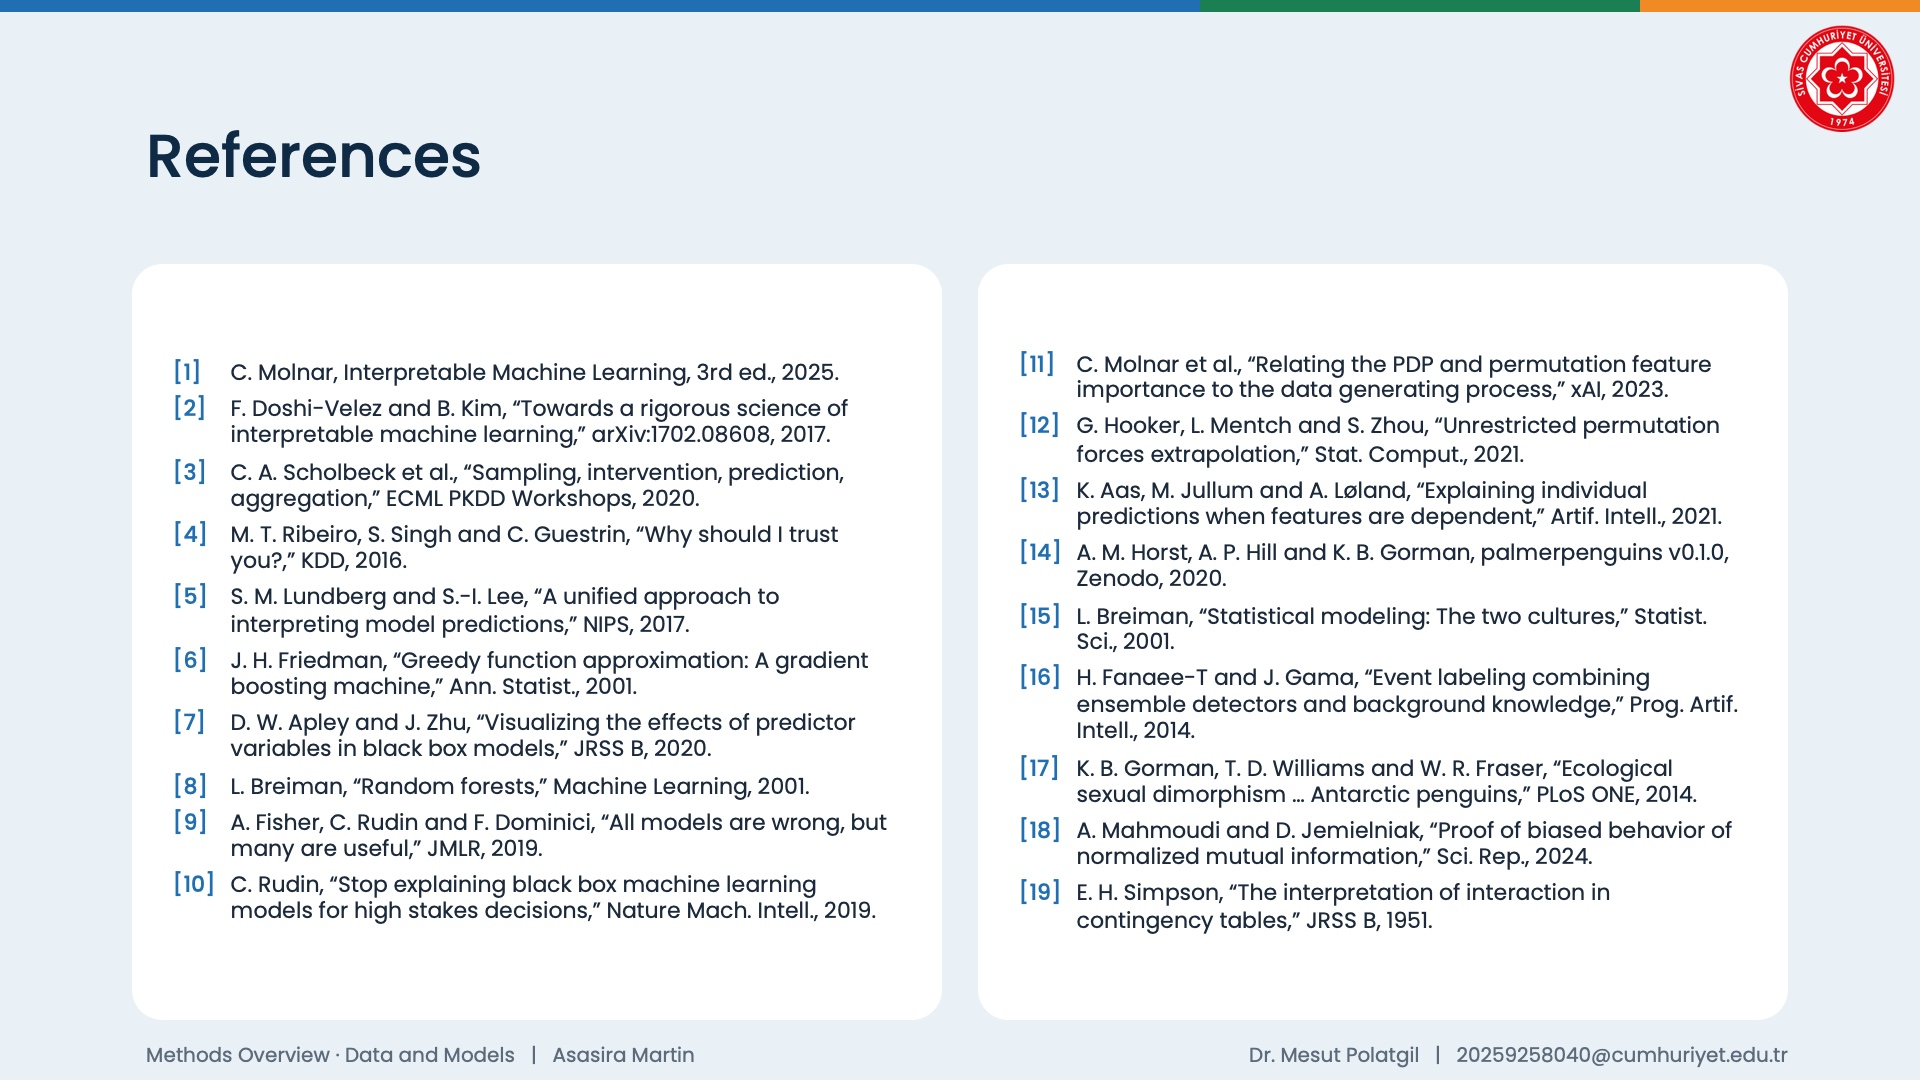 SİVAS CUMHURİYET ÜNİVERSİTESİ
1974
References
[1] C. Molnar, Interpretable Machine Learning, 3rd ed., 2025.
[2] F. Doshi-Velez and B. Kim, “Towards a rigorous science of
interpretable machine learning,” arXiv:1702.08608, 2017.
[3] C. A. Scholbeck et al., “Sampling, intervention, prediction,
aggregation,” ECML PKDD Workshops, 2020.
[4] M. T. Ribeiro, S. Singh and C. Guestrin, “Why should I trust
you?,” KDD, 2016.
[5] S. M. Lundberg and S.-I. Lee, “A unified approach to
interpreting model predictions,” NIPS, 2017.
[6] J. H. Friedman, “Greedy function approximation: A gradient
boosting machine,” Ann. Statist., 2001.
[7] D. W. Apley and J. Zhu, “Visualizing the effects of predictor
variables in black box models,” JRSS B, 2020.
[8] L. Breiman, “Random forests,” Machine Learning, 2001.
[9] A. Fisher, C. Rudin and F. Dominici, “All models are wrong, but
many are useful,” JMLR, 2019.
[10] C. Rudin, “Stop explaining black box machine learning
models for high stakes decisions,” Nature Mach. Intell., 2019.
[11] C. Molnar et al., “Relating the PDP and permutation feature
importance to the data generating process,” xAI, 2023.
[12] G. Hooker, L. Mentch and S. Zhou, “Unrestricted permutation
forces extrapolation,” Stat. Comput., 2021.
[13] K. Aas, M. Jullum and A. Løland, “Explaining individual
predictions when features are dependent,” Artif. Intell., 2021.
[14] A. M. Horst, A. P. Hill and K. B. Gorman, palmerpenguins v0.1.0,
Zenodo, 2020.
[15] L. Breiman, “Statistical modeling: The two cultures,” Statist.
Sci., 2001.
[16] H. Fanaee-T and J. Gama, “Event labeling combining
ensemble detectors and background knowledge,” Prog. Artif.
Intell., 2014.
[17] K. B. Gorman, T. D. Williams and W. R. Fraser, “Ecological
sexual dimorphism … Antarctic penguins,” PLoS ONE, 2014.
[18] A. Mahmoudi and D. Jemielniak, “Proof of biased behavior of
normalized mutual information,” Sci. Rep., 2024.
[19] E. H. Simpson, “The interpretation of interaction in
contingency tables,” JRSS B, 1951.
Methods Overview · Data and Models | Asasira Martin
Dr. Mesut Polatgil | 20259258040@cumhuriyet.edu.tr